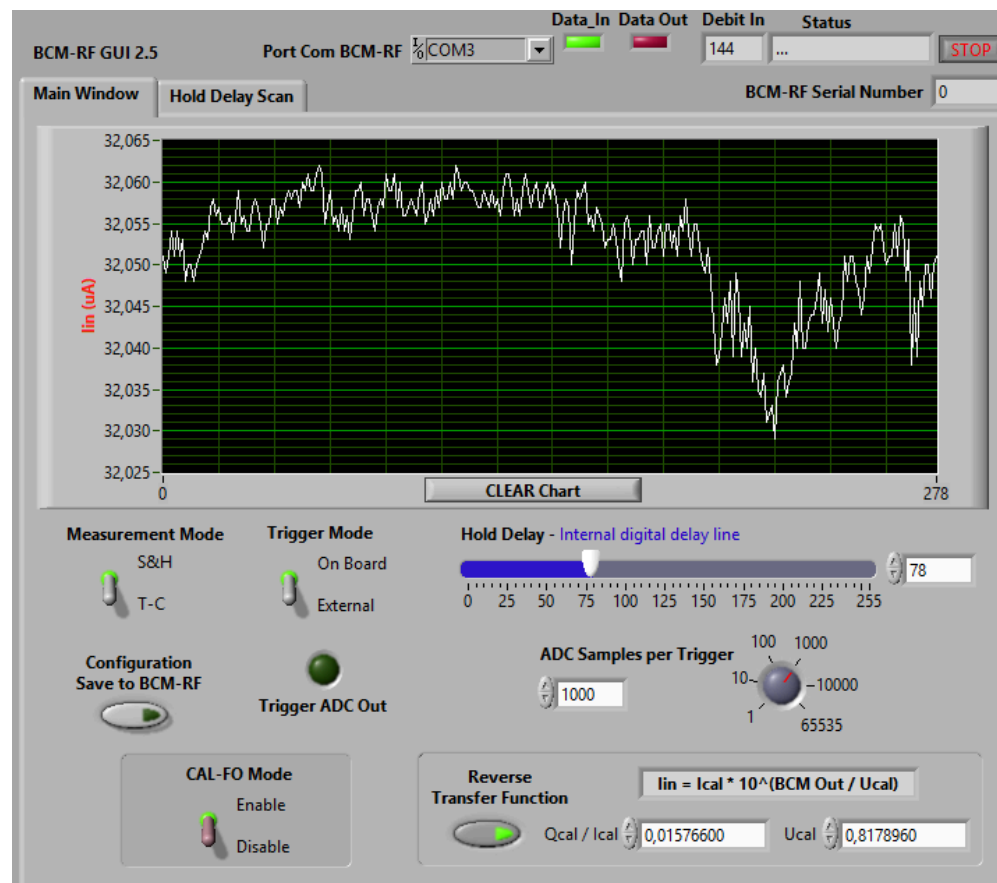 Data_In Data Out Debit In Status
BCM-RF GUI 2.5 Port Com BCM-RF I/O COM3 144 ... STOP
Main Window Hold Delay Scan BCM-RF Serial Number 0
32,065
32,060
32,055
32,050
32,045
32,040
32,035
32,030
32,025
Iin (uA)
0 CLEAR Chart 278
Measurement Mode Trigger Mode Hold Delay - Internal digital delay line
S&H On Board 78
T-C External 0 25 50 75 100 125 150 175 200 225 255
Configuration
Save to BCM-RF
Trigger ADC Out
ADC Samples per Trigger
1000
1 10 100 1000 10000 65535
CAL-FO Mode
Enable
Disable
Reverse
Transfer Function
Iin = Ical * 10^(BCM Out / Ucal)
Qcal / Ical 0,01576600 Ucal 0,8178960